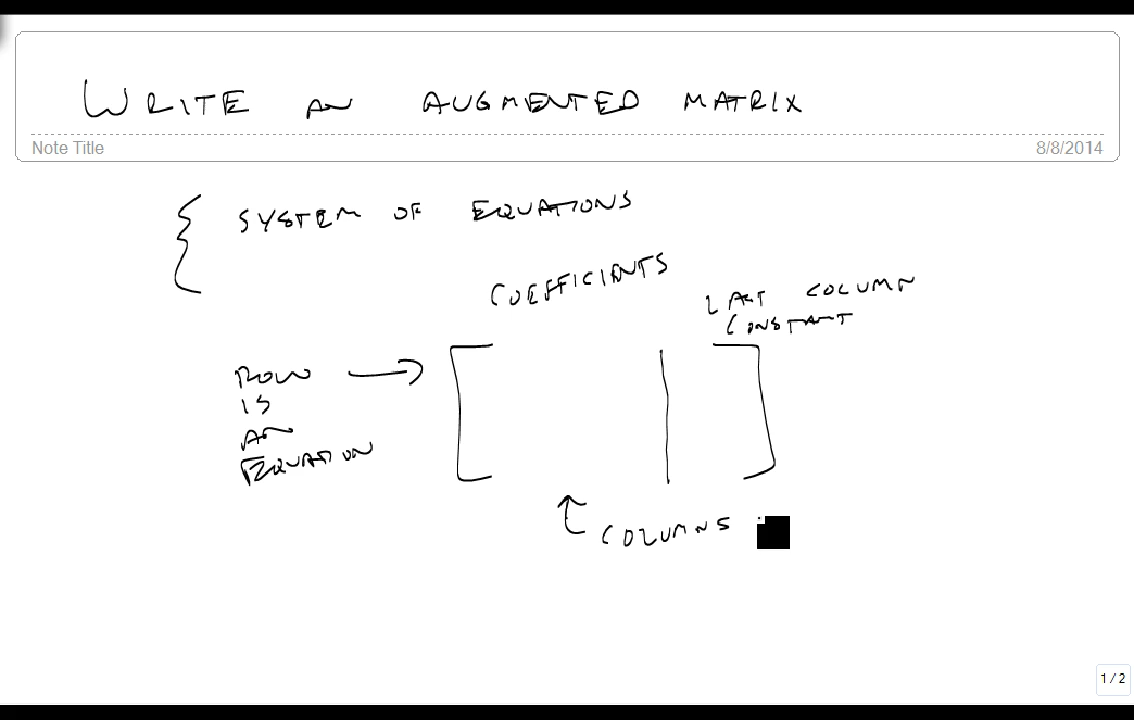 WRITE AN AUGMENTED MATRIX
Note Title
8/8/2014
SYSTEM OF EQUATIONS
COEFFICIENTS
LAST COLUMN
CONSTANT
ROW
IS
AN
EQUATION
COLUMNS
1/2